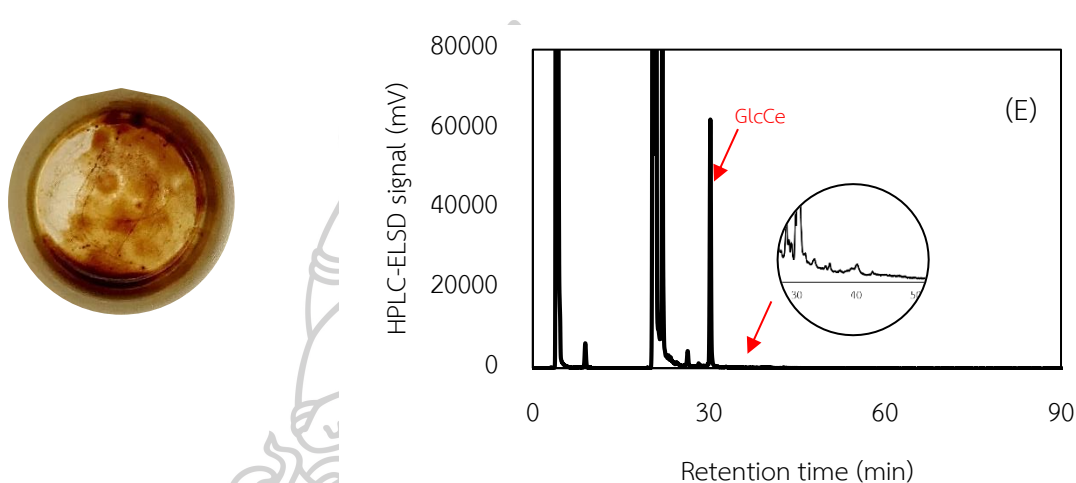 80000
60000
40000
20000
0
HPLC-ELSD signal (mV)
GlcCe
(E)
30 40 50
0 30 60 90
Retention time (min)